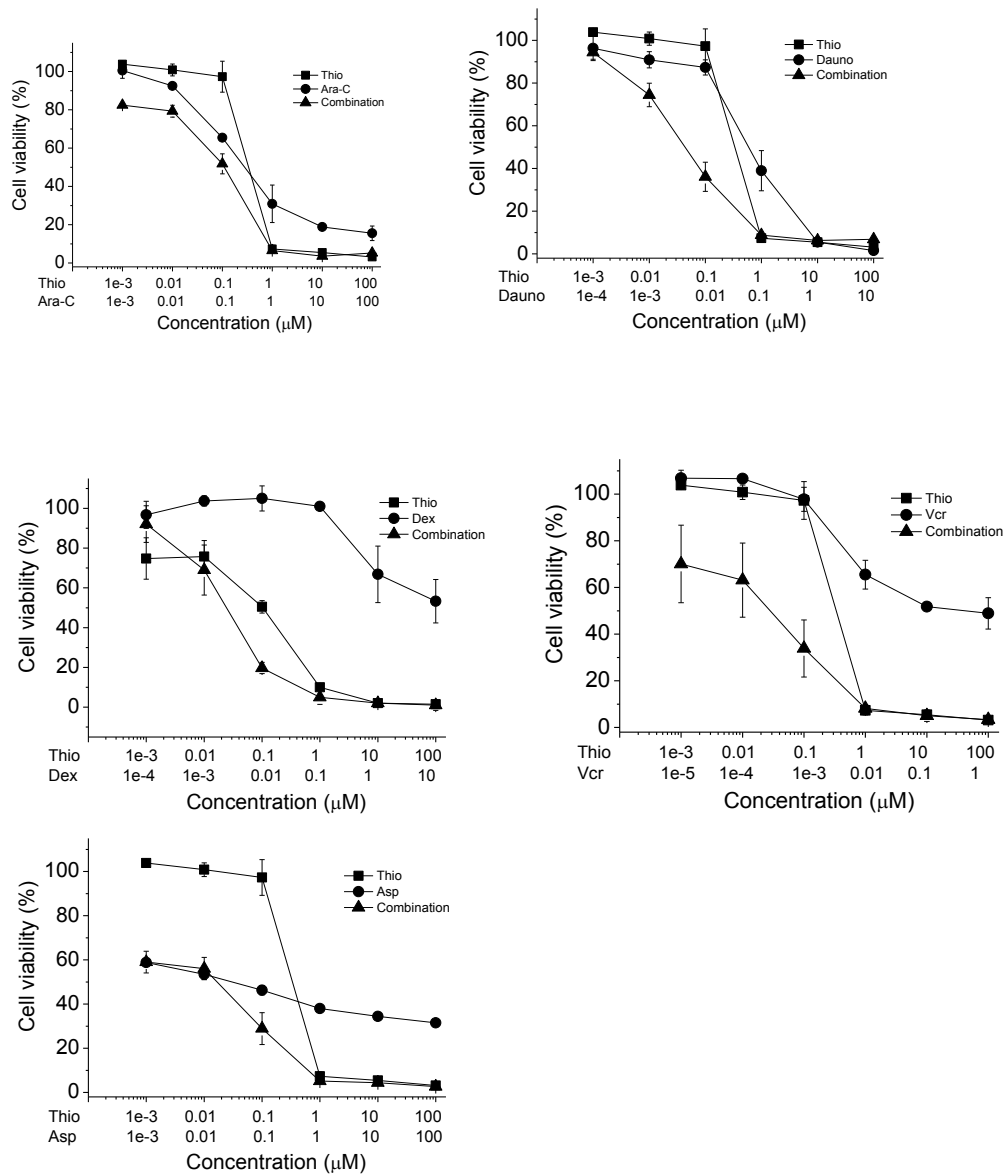 Cell viability (%)
100
80
60
40
20
0
Thio
Ara-C
Combination
Thio 1e-3 0.01 0.1 1 10 100
Ara-C 1e-3 0.01 0.1 1 10 100
Concentration (μM)
Cell viability (%)
100
80
60
40
20
0
Thio
Dauno
Combination
Thio 1e-3 0.01 0.1 1 10 100
Dauno 1e-4 1e-3 0.01 0.1 1 10
Concentration (μM)
Cell viability (%)
100
80
60
40
20
0
Thio
Dex
Combination
Thio 1e-3 0.01 0.1 1 10 100
Dex 1e-4 1e-3 0.01 0.1 1 10
Concentration (μM)
Cell viability (%)
100
80
60
40
20
0
Thio
Vcr
Combination
Thio 1e-3 0.01 0.1 1 10 100
Vcr 1e-5 1e-4 1e-3 0.01 0.1 1
Concentration (μM)
Cell viability (%)
100
80
60
40
20
0
Thio
Asp
Combination
Thio 1e-3 0.01 0.1 1 10 100
Asp 1e-3 0.01 0.1 1 10 100
Concentration (μM)